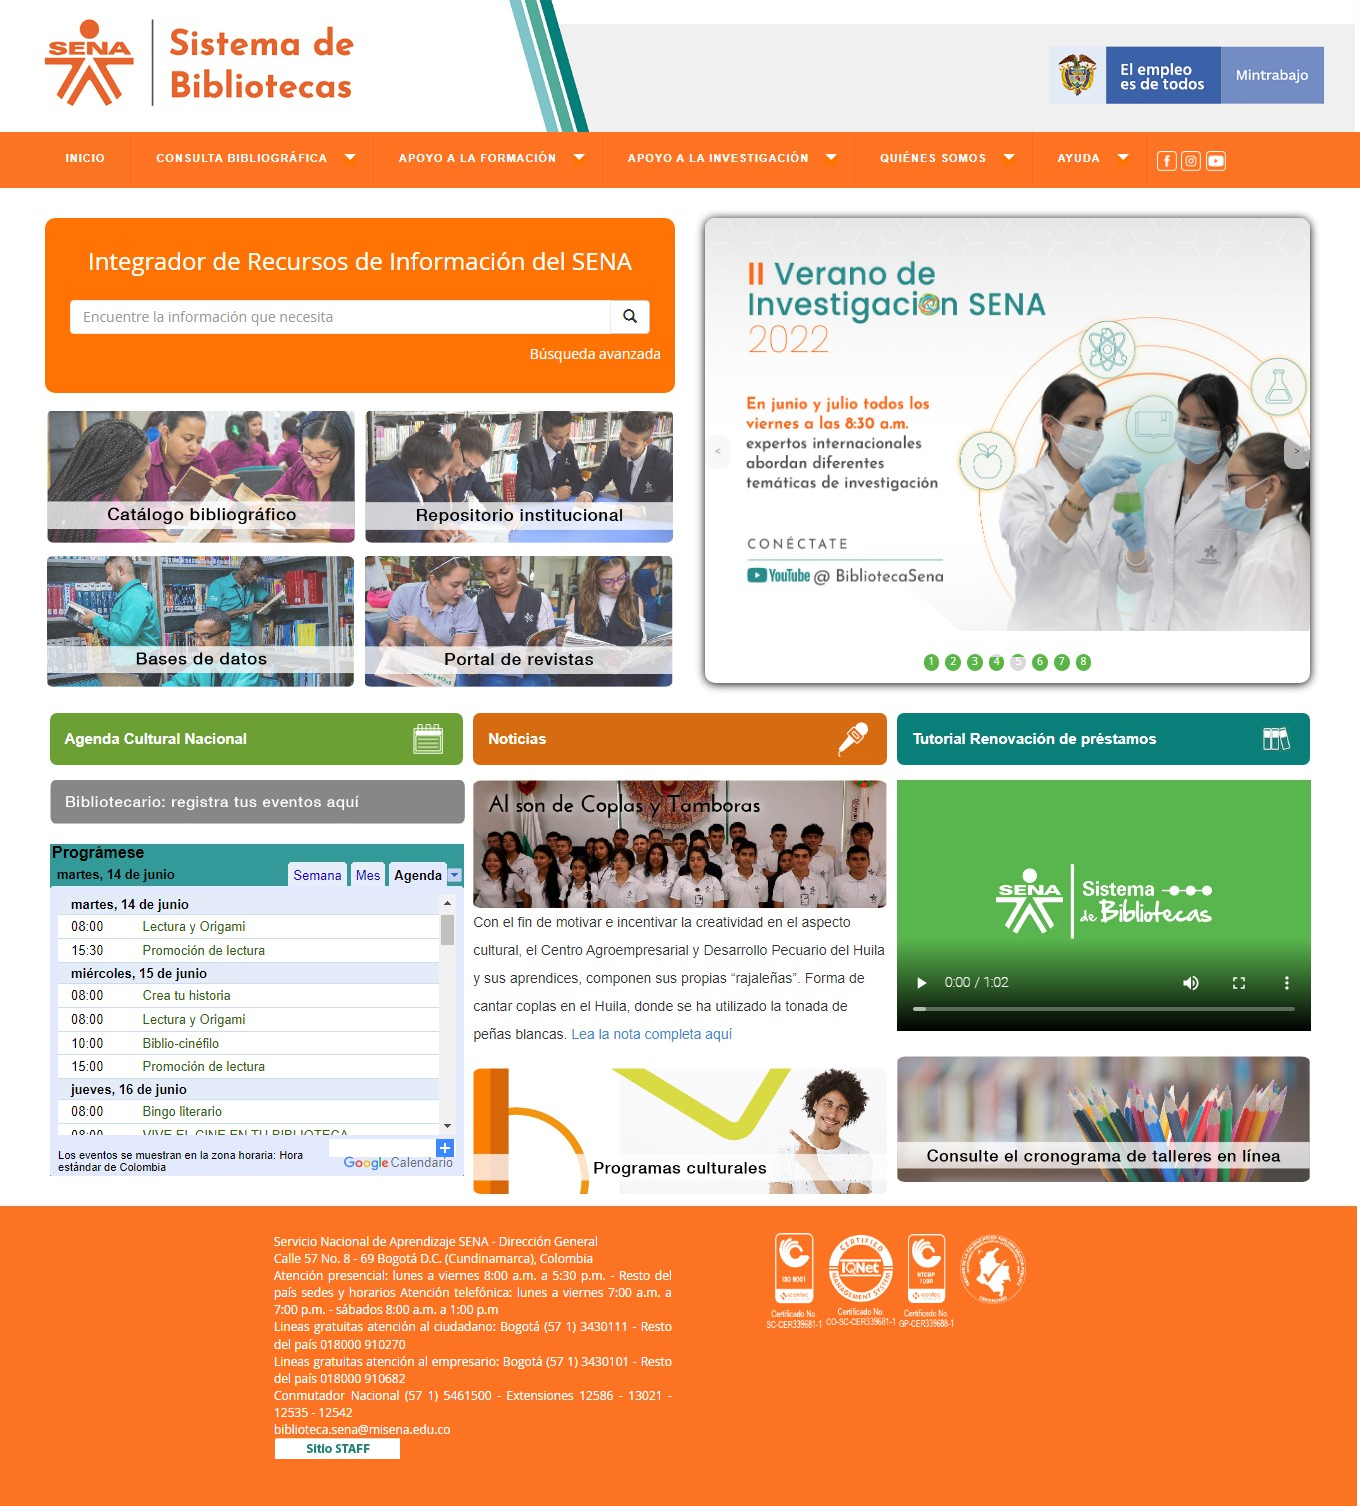 SENA
Sistema de
Bibliotecas
El empleo
es de todos
Mintrabajo
INICIO
CONSULTA BIBLIOGRÁFICA
APOYO A LA FORMACIÓN
APOYO A LA INVESTIGACIÓN
QUIÉNES SOMOS
AYUDA
Integrador de Recursos de Información del SENA
Encuentre la información que necesita
Búsqueda avanzada
Catálogo bibliográfico
Repositorio institucional
Bases de datos
Portal de revistas
II Verano de
Investigación SENA
2022
En junio y julio todos los
viernes a las 8:30 a.m.
expertos internacionales
abordan diferentes
temáticas de investigación
CONÉCTATE
YouTube @ BibliotecaSena
< >
1 2 3 4 5 6 7 8
Agenda Cultural Nacional
Bibliotecario: registra tus eventos aquí
Prográmese
martes, 14 de junio
Semana Mes Agenda
martes, 14 de junio
08:00 Lectura y Origami
15:30 Promoción de lectura
miércoles, 15 de junio
08:00 Crea tu historia
08:00 Lectura y Origami
10:00 Biblio-cinéfilo
15:00 Promoción de lectura
jueves, 16 de junio
08:00 Bingo literario
08:00 VIVE EL CINE EN TU BIBLIOTECA
Los eventos se muestran en la zona horaria: Hora
estándar de Colombia
Google Calendario
Noticias
Al son de Coplas y Tamboras
Con el fin de motivar e incentivar la creatividad en el aspecto
cultural, el Centro Agroempresarial y Desarrollo Pecuario del Huila
y sus aprendices, componen sus propias “rajaleñas”. Forma de
cantar coplas en el Huila, donde se ha utilizado la tonada de
peñas blancas. Lea la nota completa aquí
Programas culturales
Tutorial Renovación de préstamos
SENA
Sistema
de Bibliotecas
0:00 / 1:02
Consulte el cronograma de talleres en línea
Servicio Nacional de Aprendizaje SENA - Dirección General
Calle 57 No. 8 - 69 Bogotá D.C. (Cundinamarca), Colombia
Atención presencial: lunes a viernes 8:00 a.m. a 5:30 p.m. - Resto del
país sedes y horarios Atención telefónica: lunes a viernes 7:00 a.m. a
7:00 p.m. - sábados 8:00 a.m. a 1:00 p.m
Lineas gratuitas atención al ciudadano: Bogotá (57 1) 3430111 - Resto
del país 018000 910270
Lineas gratuitas atención al empresario: Bogotá (57 1) 3430101 - Resto
del país 018000 910682
Conmutador Nacional (57 1) 5461500 - Extensiones 12586 - 13021 -
12535 - 12542
biblioteca.sena@misena.edu.co
Sitio STAFF
ISO 9001
icontec
Certificado No.
SC-CER339681-1
CERTIFIED
IQNet
MANAGEMENT SYSTEM
Certificado No.
CO-SC-CER339681-1
NTCGP
1000
icontec
Certificado No.
GP-CER339688-1